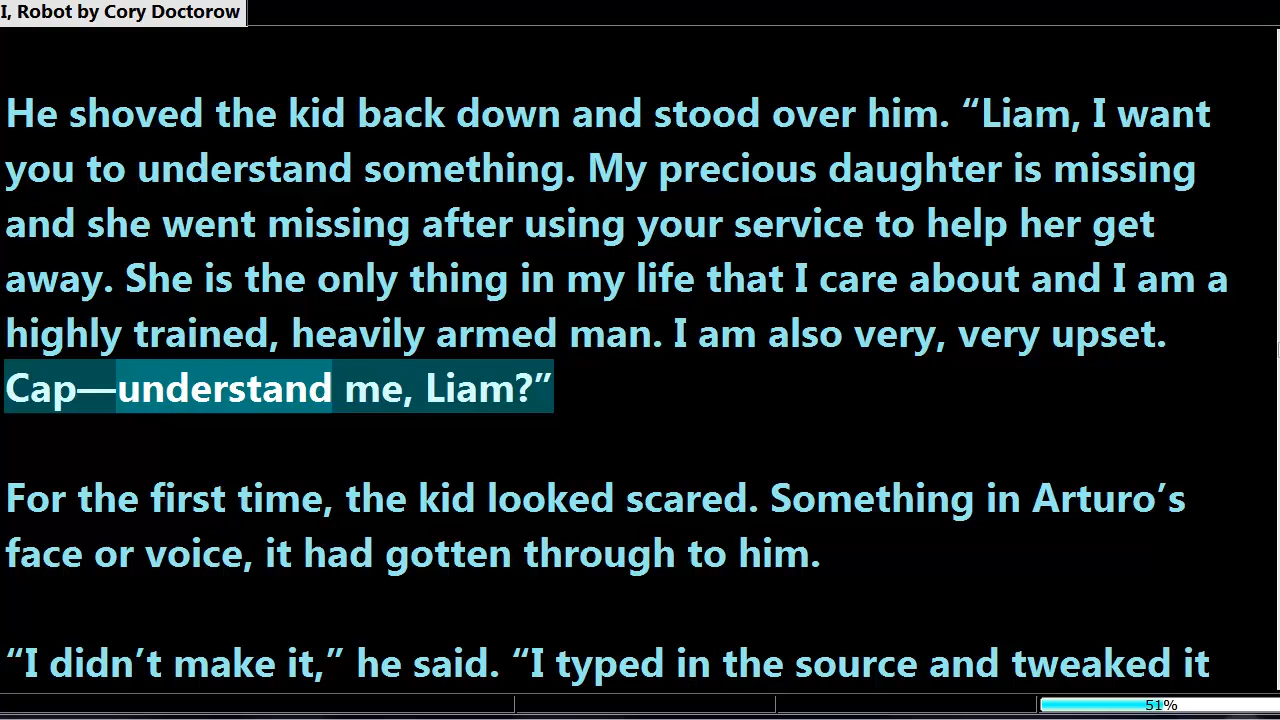 I, Robot by Cory Doctorow
He shoved the kid back down and stood over him. “Liam, I want
you to understand something. My precious daughter is missing
and she went missing after using your service to help her get
away. She is the only thing in my life that I care about and I am a
highly trained, heavily armed man. I am also very, very upset.
Cap—understand me, Liam?”
For the first time, the kid looked scared. Something in Arturo’s
face or voice, it had gotten through to him.
“I didn’t make it,” he said. “I typed in the source and tweaked it
51%